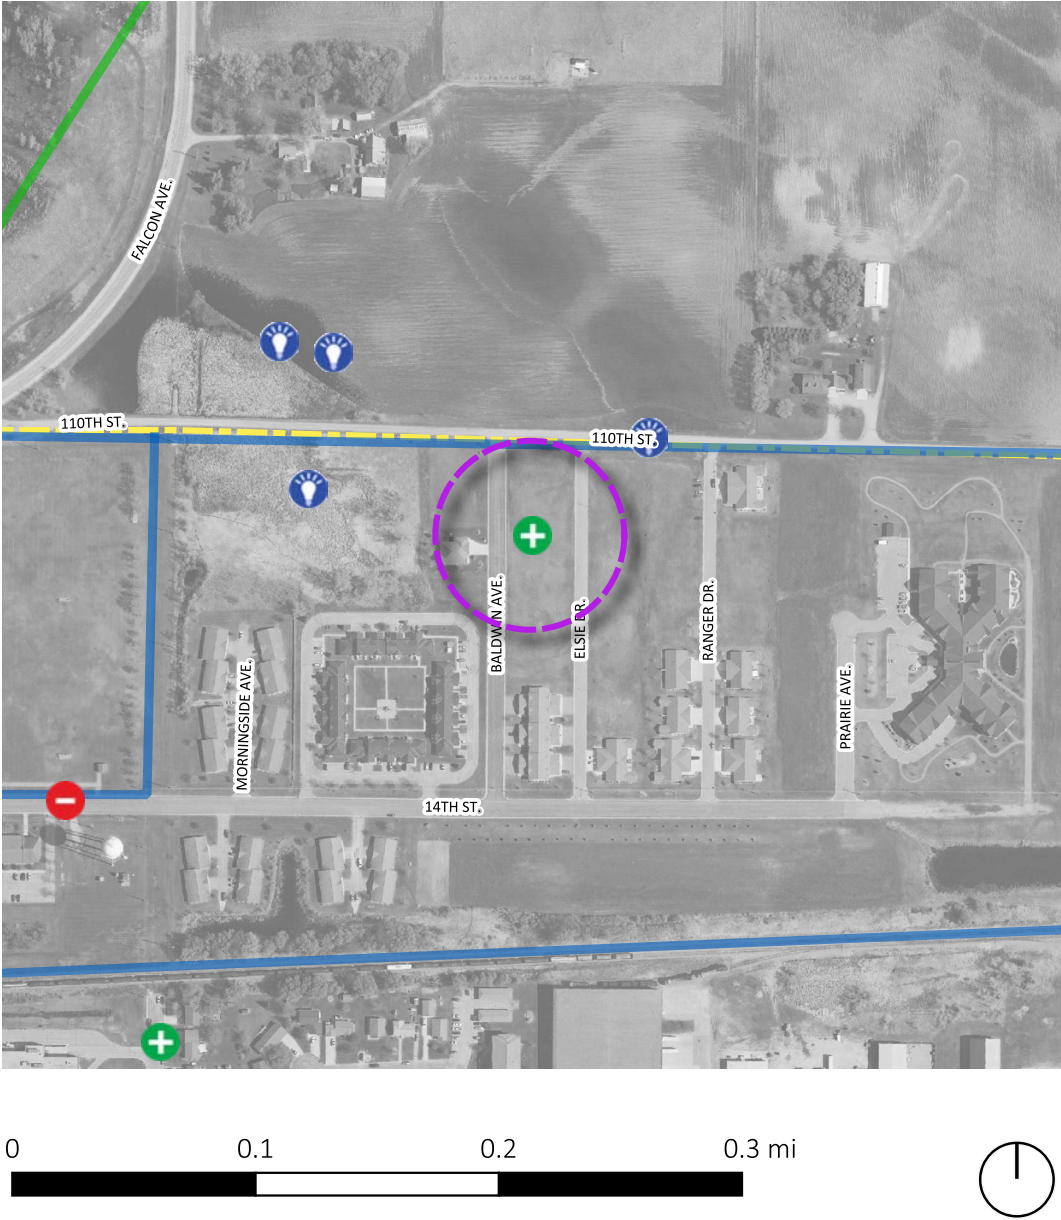 FALCON AVE.
110TH ST.
110TH ST.
BALDWIN AVE.
ELSIE DR.
RANGER DR.
MORNINGSIDE AVE.
PRAIRIE AVE.
14TH ST.
0 0.1 0.2 0.3 mi